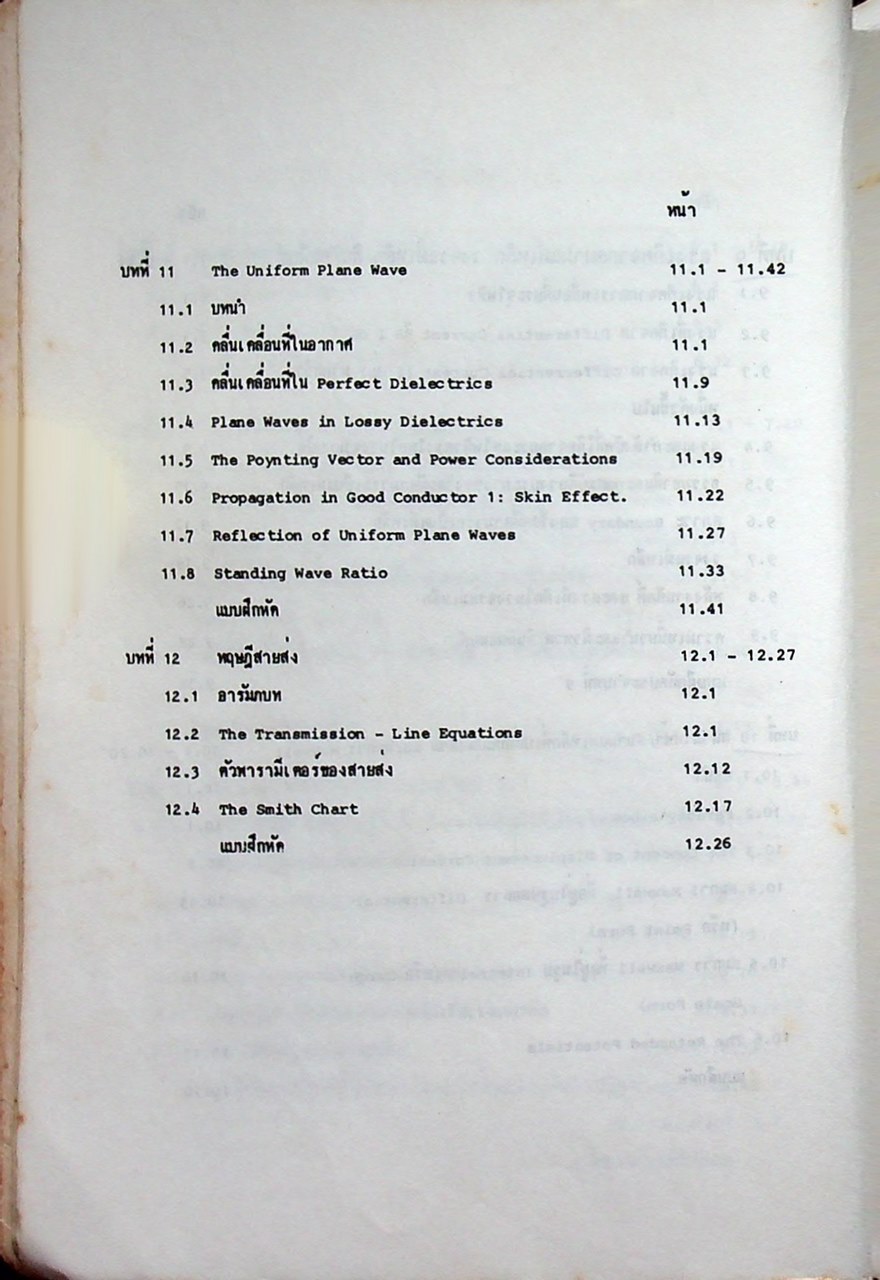 หน้า
บทที่ 11 The Uniform Plane Wave 11.1 - 11.42
11.1 บทนำ 11.1
11.2 คลื่นเคลื่อนที่ในอากาศ 11.1
11.3 คลื่นเคลื่อนที่ใน Perfect Dielectrics 11.9
11.4 Plane Waves in Lossy Dielectrics 11.13
11.5 The Poynting Vector and Power Considerations 11.19
11.6 Propagation in Good Conductor 1: Skin Effect. 11.22
11.7 Reflection of Uniform Plane Waves 11.27
11.8 Standing Wave Ratio 11.33
แบบฝึกหัด 11.41
บทที่ 12 ทฤษฎีสายส่ง 12.1 - 12.27
12.1 อารัมภบท 12.1
12.2 The Transmission - Line Equations 12.1
12.3 ตัวพารามีเตอร์ของสายส่ง 12.12
12.4 The Smith Chart 12.17
แบบฝึกหัด 12.26